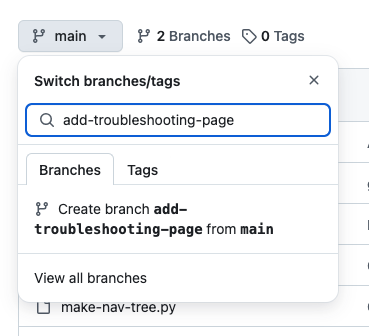 main
2 Branches
0 Tags
Switch branches/tags
add-troubleshooting-page
Branches
Tags
Create branch add-
troubleshooting-page from main
View all branches
make-nav-tree.py